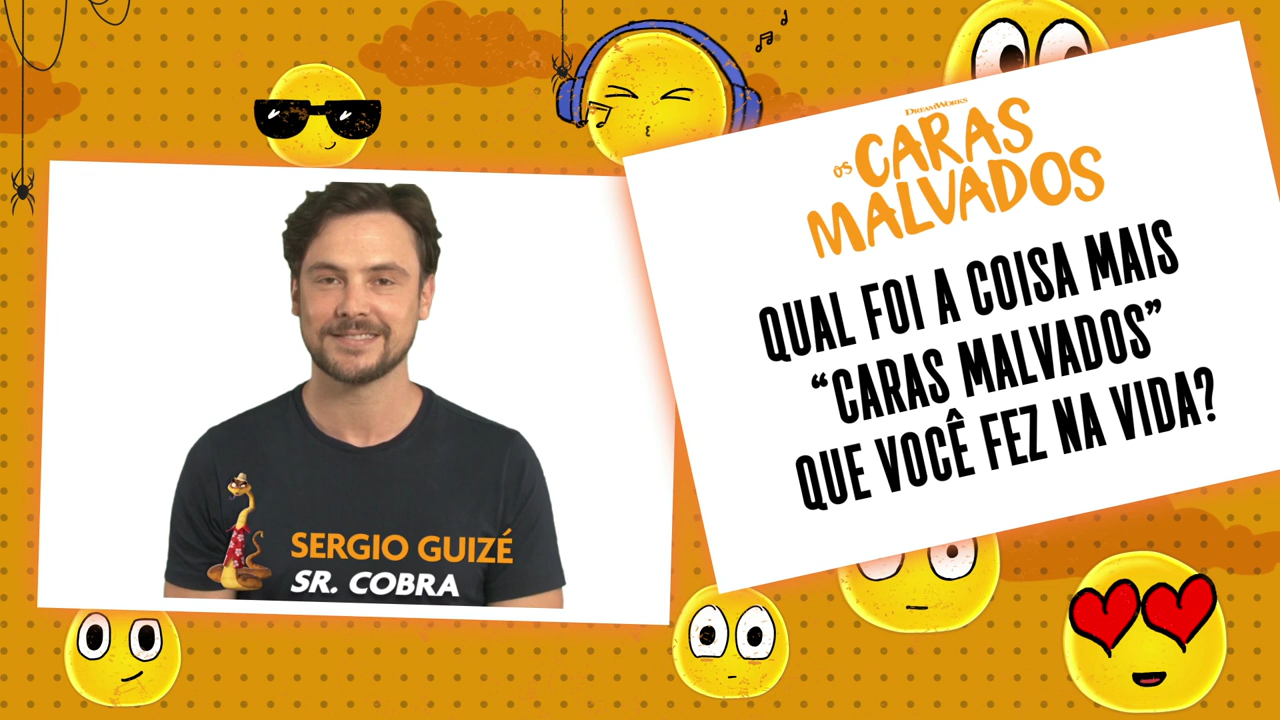 SERGIO GUIZÉ
SR. COBRA
DREAMWORKS
OS CARAS
MALVADOS
QUAL FOI A COISA MAIS
“CARAS MALVADOS”
QUE VOCÊ FEZ NA VIDA?